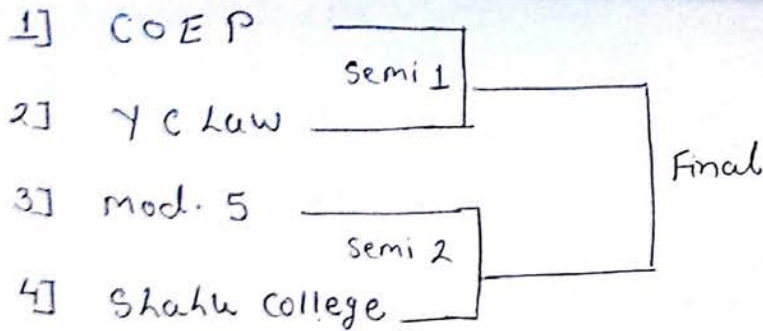 1] COEP
Semi 1
2] Y C Law
Final
3] Mod. 5
Semi 2
4] Shahu College